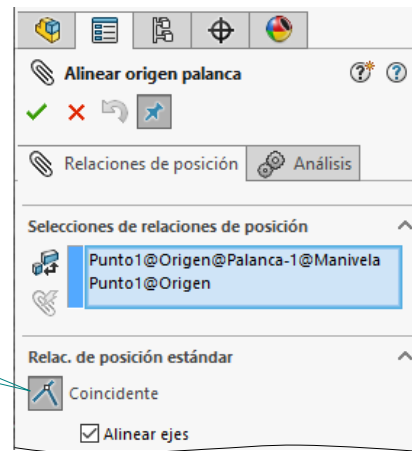 Alinear origen palanca
Relaciones de posición Análisis
Selecciones de relaciones de posición
Punto1@Origen@Palanca-1@Manivela
Punto1@Origen
Relac. de posición estándar
Coincidente
Alinear ejes